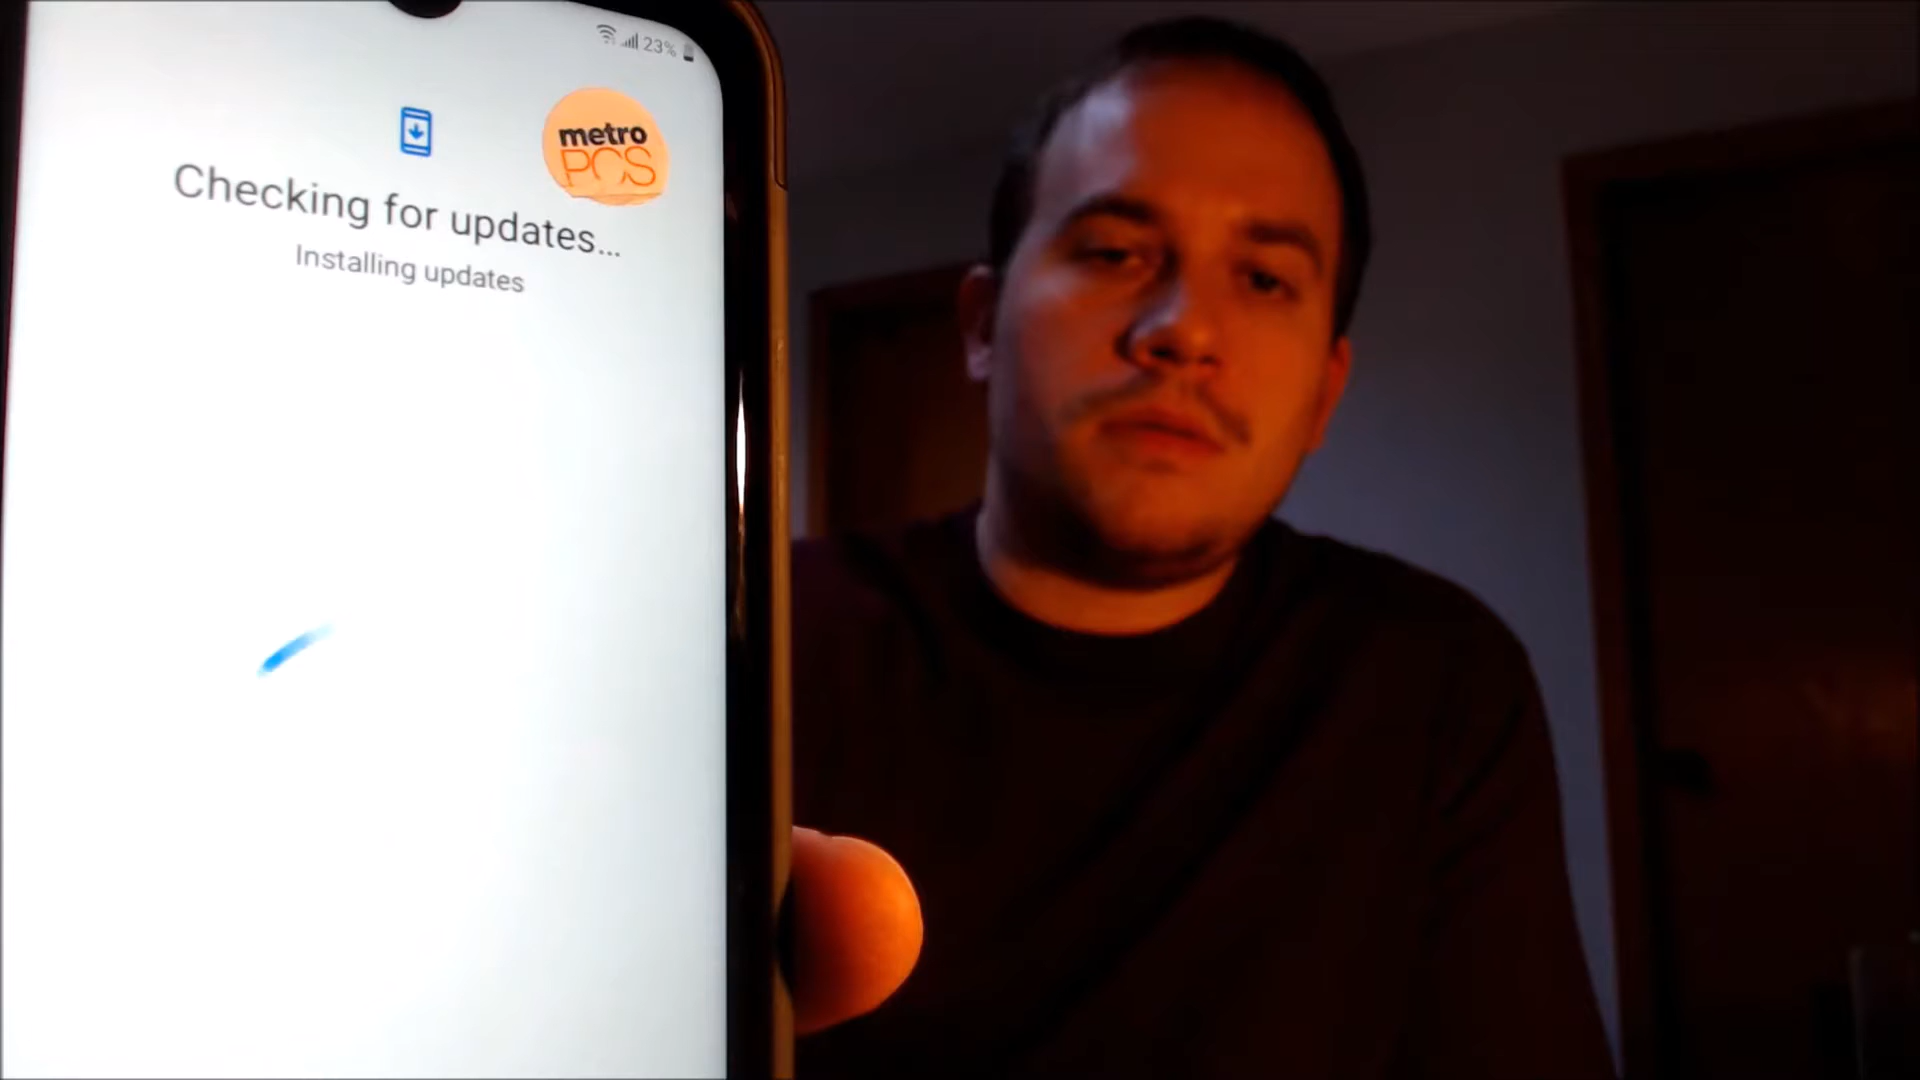 23%
metro
PCS
Checking for updates...
Installing updates